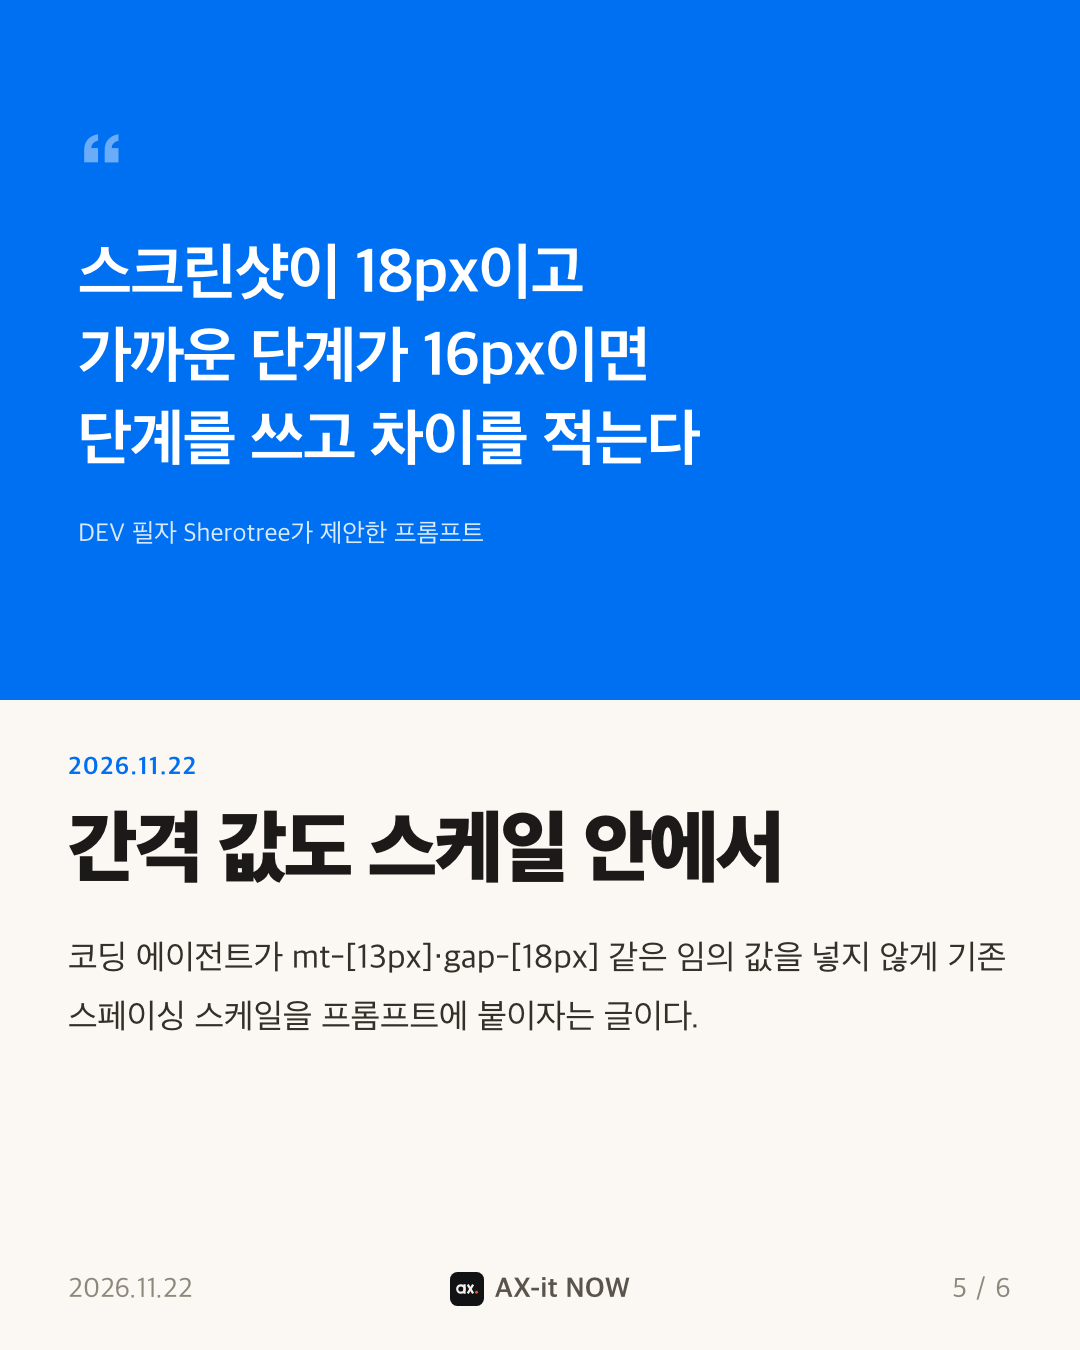 “
스크린샷이 18px이고
가까운 단계가 16px이면
단계를 쓰고 차이를 적는다
DEV 필자 Sherotree가 제안한 프롬프트
2026.11.22
간격 값도 스케일 안에서
코딩 에이전트가 mt-[13px]·gap-[18px] 같은 임의 값을 넣지 않게 기존
스페이싱 스케일을 프롬프트에 붙이자는 글이다.
2026.11.22
ax. AX-it NOW
5 / 6